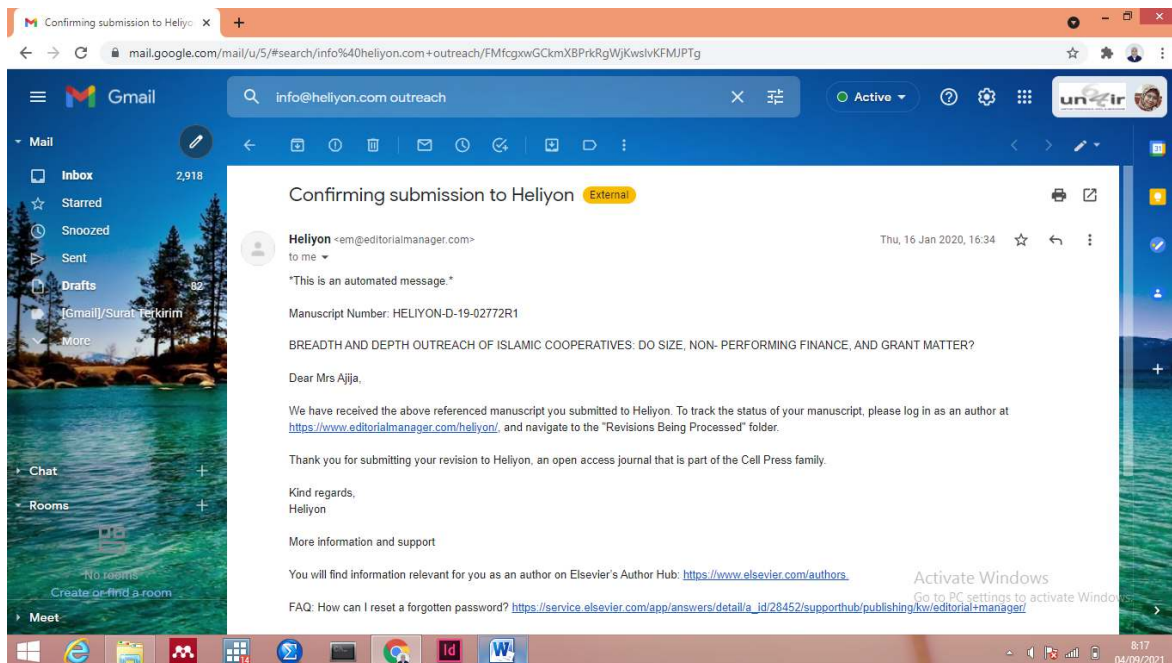 Confirming submission to Heliyo
mail.google.com/mail/u/5/#search/info%40heliyon.com+outreach/FMfcgxwGCkmXBPrkRgWjKwslvKFMJPTg
Gmail
info@heliyon.com outreach
Active
un4ir
Mail
Inbox 2,918
Starred
Snoozed
Sent
Drafts 82
[Gmail]/Surat Terkirim
More
Chat
Rooms
No rooms
Create or find a room
Meet
Confirming submission to Heliyon External
Heliyon <em@editorialmanager.com> Thu, 16 Jan 2020, 16:34
to me
*This is an automated message.*
Manuscript Number: HELIYON-D-19-02772R1
BREADTH AND DEPTH OUTREACH OF ISLAMIC COOPERATIVES: DO SIZE, NON- PERFORMING FINANCE, AND GRANT MATTER?
Dear Mrs Ajija,
We have received the above referenced manuscript you submitted to Heliyon. To track the status of your manuscript, please log in as an author at
https://www.editorialmanager.com/heliyon/, and navigate to the "Revisions Being Processed" folder.
Thank you for submitting your revision to Heliyon, an open access journal that is part of the Cell Press family.
Kind regards,
Heliyon
More information and support
You will find information relevant for you as an author on Elsevier's Author Hub: https://www.elsevier.com/authors.
FAQ: How can I reset a forgotten password? https://service.elsevier.com/app/answers/detail/a_id/28452/supporthub/publishing/kw/editorial+manager/
Activate Windows
Go to PC settings to activate Windows.
31
14
Id
W
8:17
04/09/2021